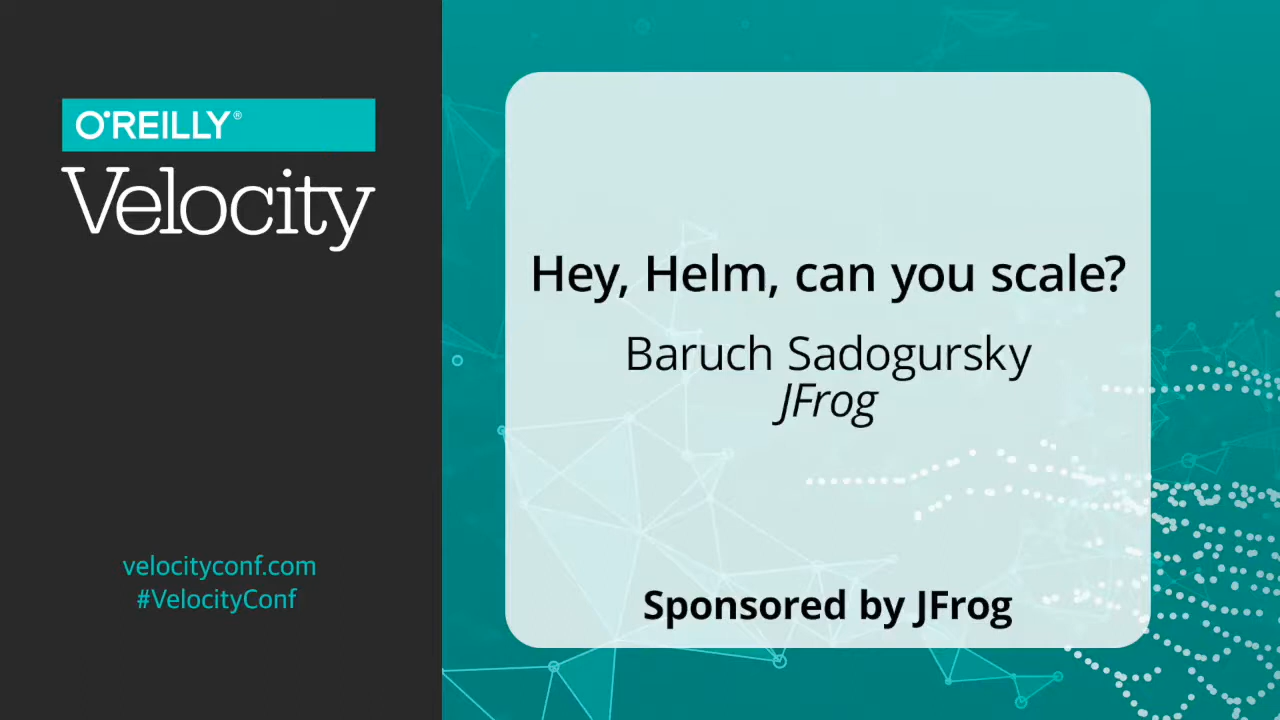 O'REILLY®
Velocity
velocityconf.com
#VelocityConf
Hey, Helm, can you scale?
Baruch Sadogursky
JFrog
Sponsored by JFrog